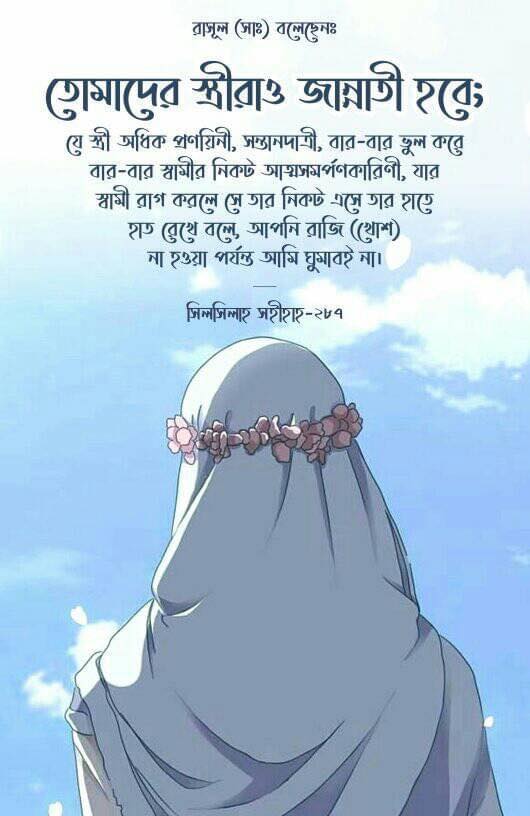 রাসূল (সাঃ) বলেছেনঃ
তোমাদের স্ত্রীরাও জান্নাতী হবে;
যে স্ত্রী অধিক প্রণয়িনী, সন্তানদাত্রী, বার-বার ভুল করে
বার-বার স্বামীর নিকট আত্মসমর্পণকারিণী, যার
স্বামী রাগ করলে সে তার নিকট এসে তার হাতে
হাত রেখে বলে, আপনি রাজি (খোশ)
না হওয়া পর্যন্ত আমি ঘুমাবই না।
সিলসিলাহ সহীহাহ-২৮৭